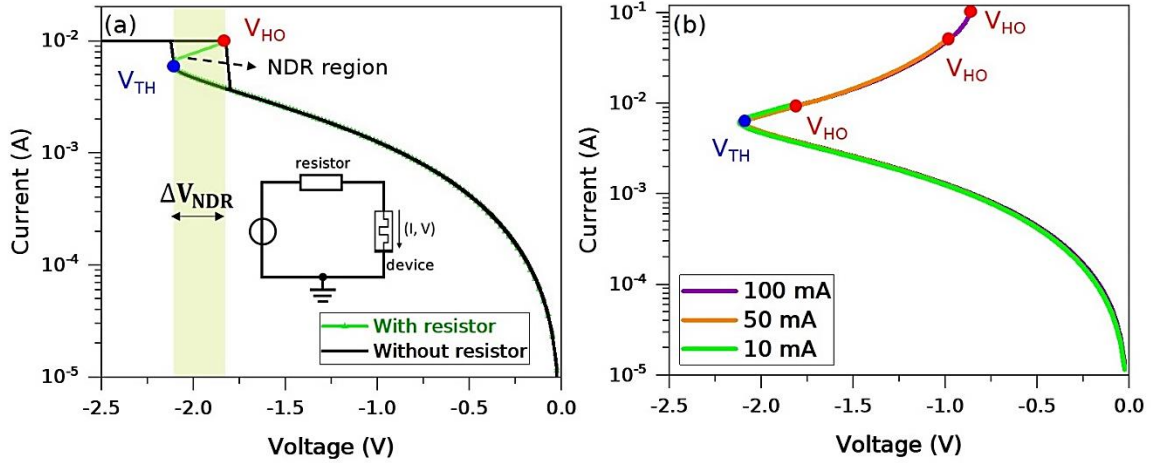 (a)
V_HO
NDR region
V_TH
ΔV_NDR
resistor
(I, V)
device
With resistor
Without resistor
10⁻²
10⁻³
10⁻⁴
10⁻⁵
Current (A)
-2.5 -2.0 -1.5 -1.0 -0.5 0.0
Voltage (V)
(b)
V_HO
V_HO
V_HO
V_TH
100 mA
50 mA
10 mA
10⁻¹
10⁻²
10⁻³
10⁻⁴
10⁻⁵
Current (A)
-2.5 -2.0 -1.5 -1.0 -0.5 0.0
Voltage (V)